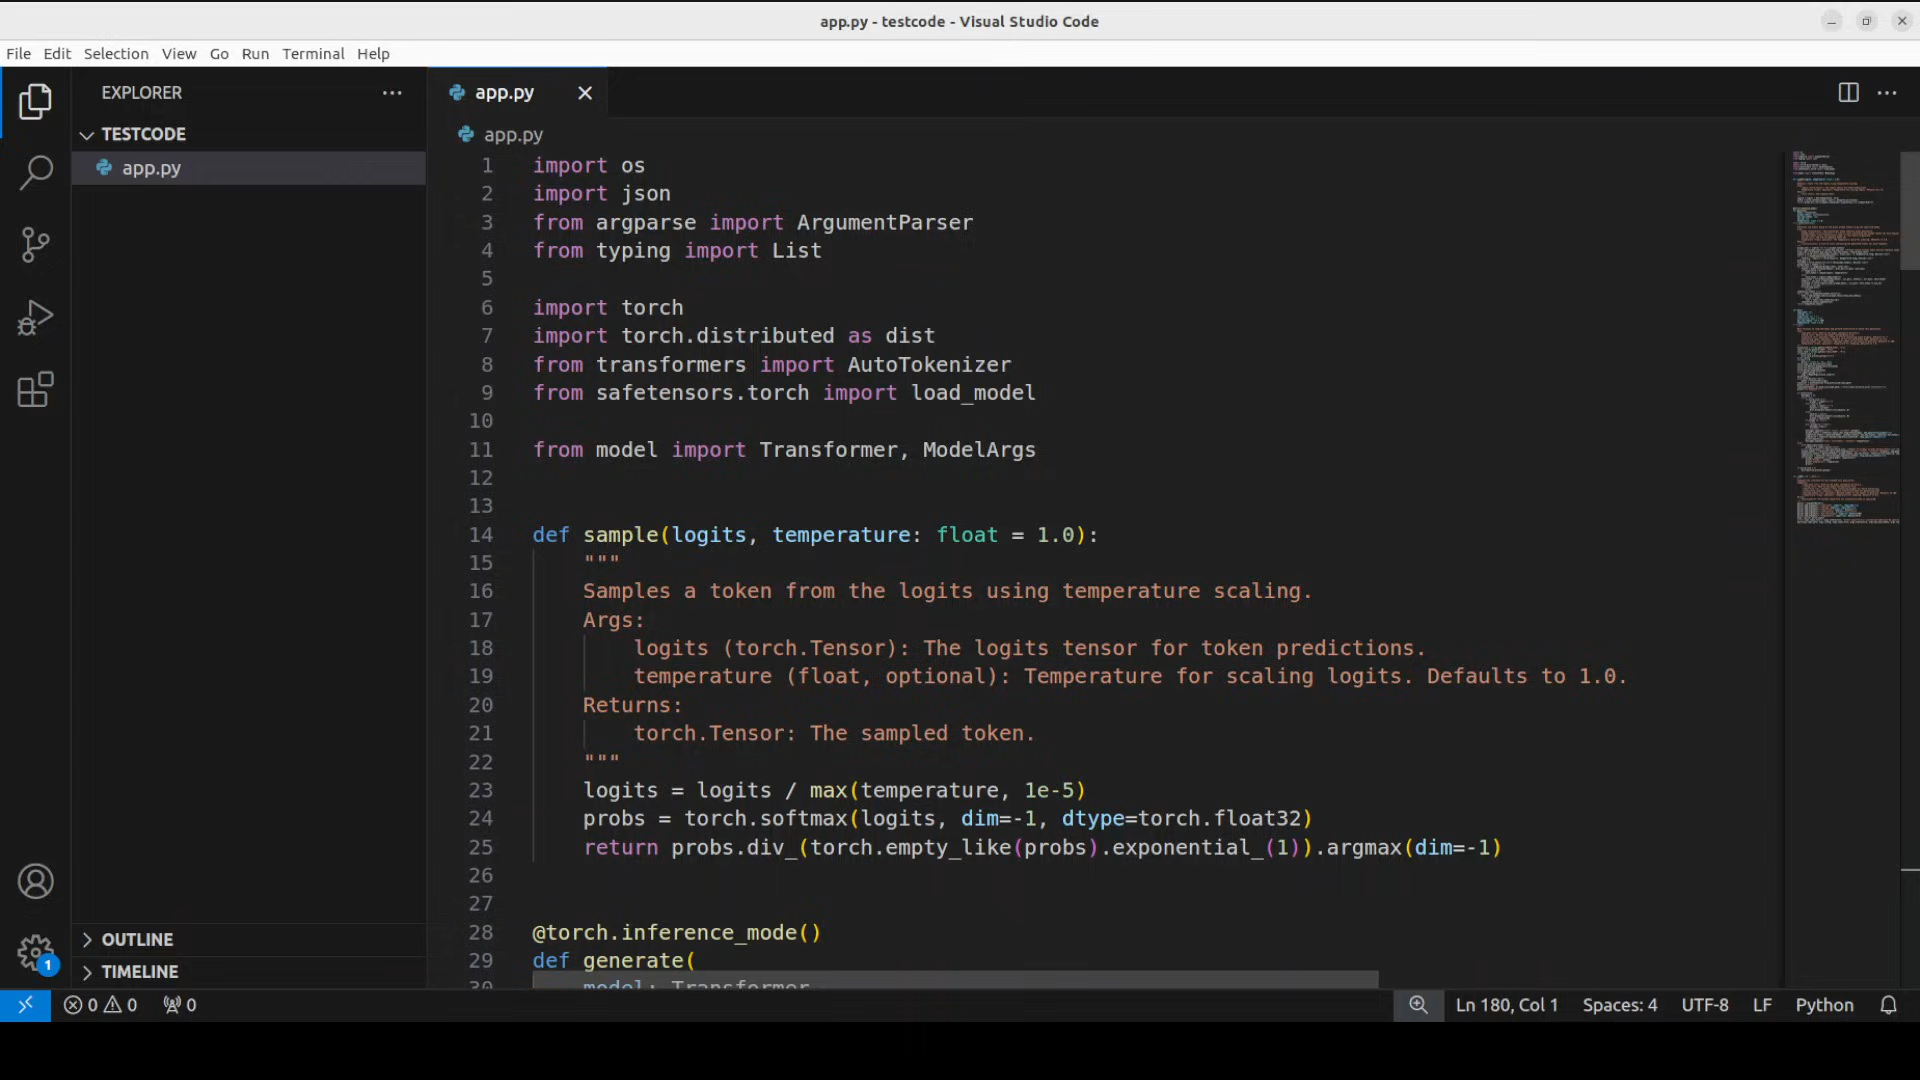 app.py - testcode - Visual Studio Code
File Edit Selection View Go Run Terminal Help
EXPLORER
TESTCODE
app.py
OUTLINE
TIMELINE
app.py
app.py
1 import os
2 import json
3 from argparse import ArgumentParser
4 from typing import List
5
6 import torch
7 import torch.distributed as dist
8 from transformers import AutoTokenizer
9 from safetensors.torch import load_model
10
11 from model import Transformer, ModelArgs
12
13
14 def sample(logits, temperature: float = 1.0):
15 """
16 Samples a token from the logits using temperature scaling.
17 Args:
18 logits (torch.Tensor): The logits tensor for token predictions.
19 temperature (float, optional): Temperature for scaling logits. Defaults to 1.0.
20 Returns:
21 torch.Tensor: The sampled token.
22 """
23 logits = logits / max(temperature, 1e-5)
24 probs = torch.softmax(logits, dim=-1, dtype=torch.float32)
25 return probs.div_(torch.empty_like(probs).exponential_(1)).argmax(dim=-1)
26
27
28 @torch.inference_mode()
29 def generate(
30 model: Transformer
1
0 0 0 Ln 180, Col 1 Spaces: 4 UTF-8 LF Python